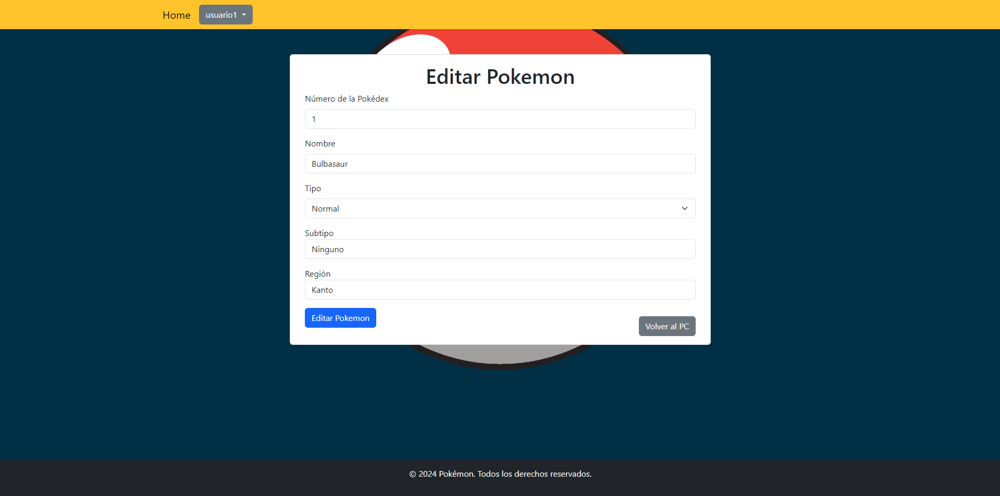 Home usuario1
Editar Pokemon
Número de la Pokédex
1
Nombre
Bulbasaur
Tipo
Normal
Subtipo
Ninguno
Región
Kanto
Editar Pokemon
Volver al PC
© 2024 Pokémon. Todos los derechos reservados.